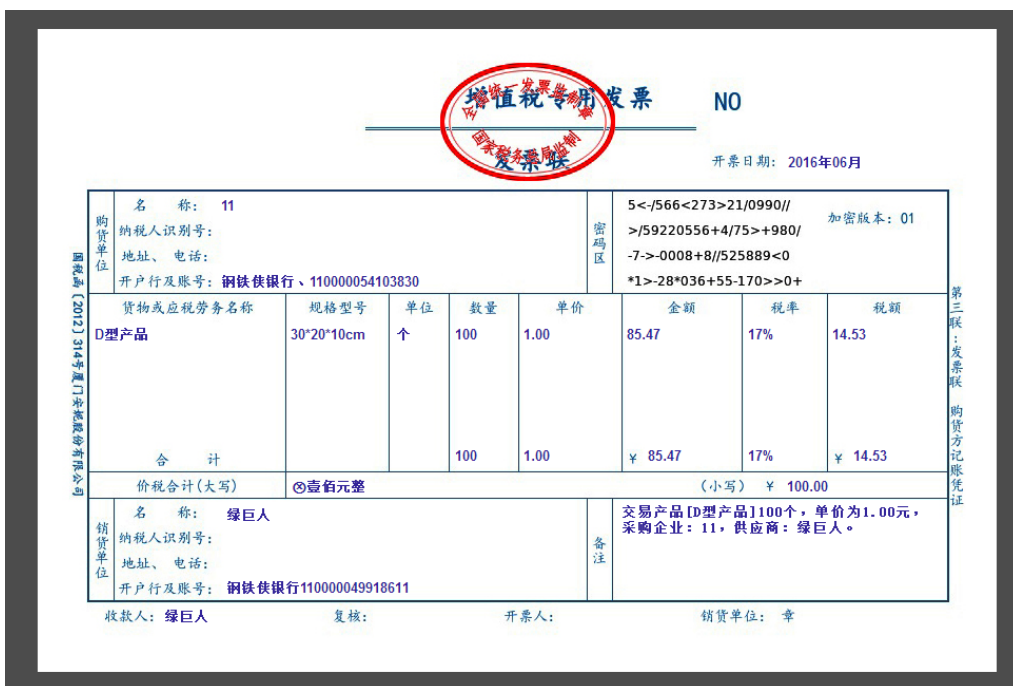 增值税专用发票 NO
全国统一发票监制章
国家税务总局监制
发票联
开票日期: 2016年06月
购货单位
名 称: 11
纳税人识别号:
地址、电话:
开户行及账号: 钢铁侠银行、110000054103830
密码区
5<-/566<273>21/0990//
>/59220556+4/75>+980/
-7->-0008+8//525889<0
*1>-28*036+55-170>>0+
加密版本: 01
货物或应税劳务名称 规格型号 单位 数量 单价 金额 税率 税额
D型产品 30*20*10cm 个 100 1.00 85.47 17% 14.53
合 计 100 1.00 ¥ 85.47 17% ¥ 14.53
价税合计(大写) ⓧ壹佰元整 (小写) ¥ 100.00
销货单位
名 称: 绿巨人
纳税人识别号:
地址、电话:
开户行及账号: 钢铁侠银行110000049918611
备注
交易产品[D型产品]100个，单价为1.00元，
采购企业：11，供应商：绿巨人。
收款人: 绿巨人 复核: 开票人: 销货单位: 章
国税函〔2012〕314号厦门安妮股份有限公司
第三联：发票联 购货方记账凭证